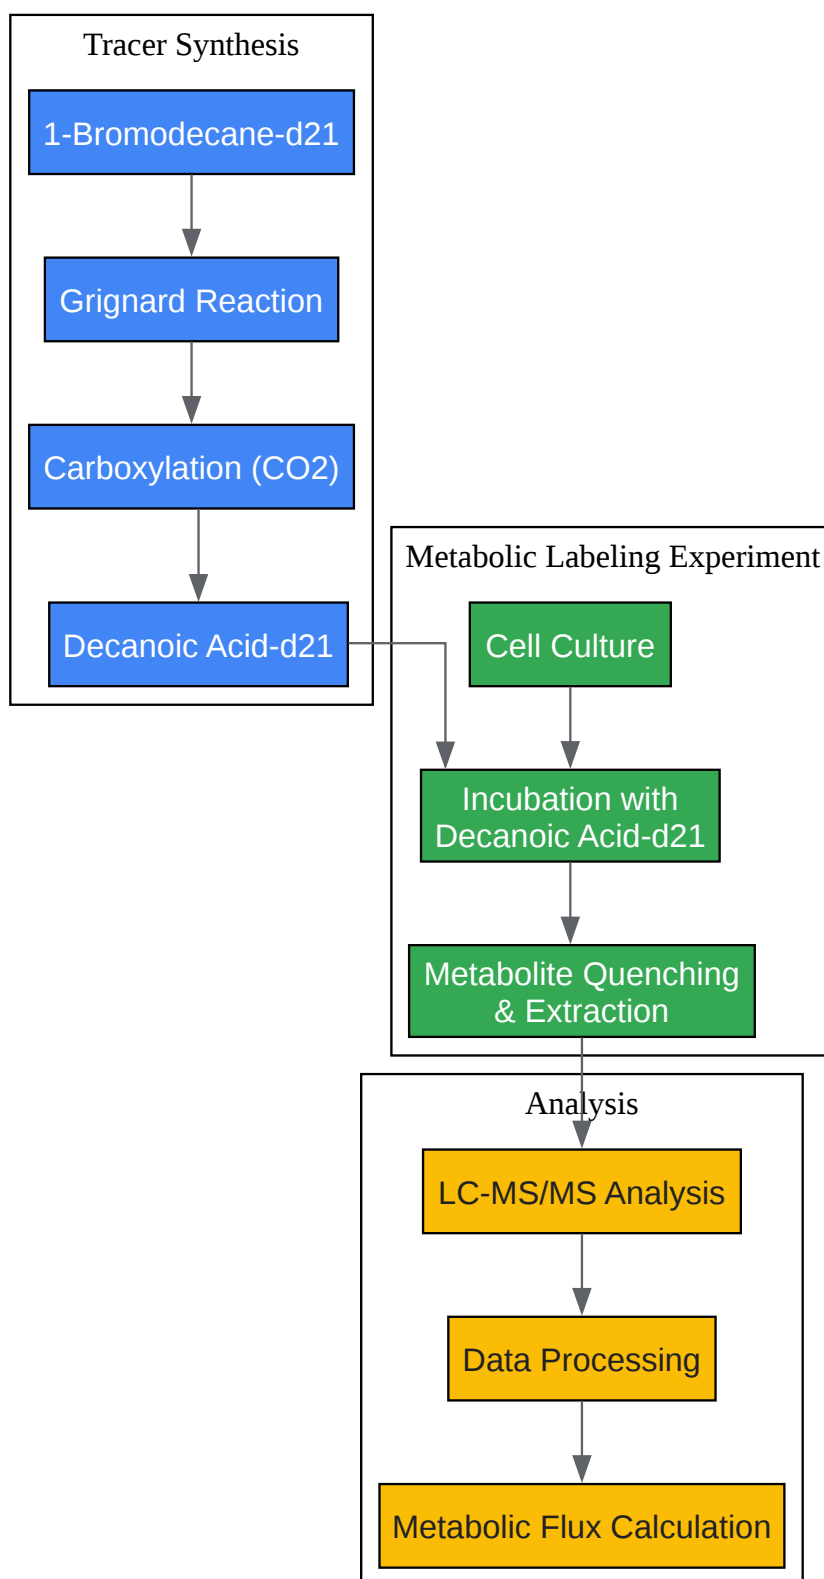 Tracer Synthesis
1-Bromodecane-d21
Grignard Reaction
Carboxylation (CO2)
Decanoic Acid-d21
Metabolic Labeling Experiment
Cell Culture
Incubation with
Decanoic Acid-d21
Metabolite Quenching
& Extraction
Analysis
LC-MS/MS Analysis
Data Processing
Metabolic Flux Calculation